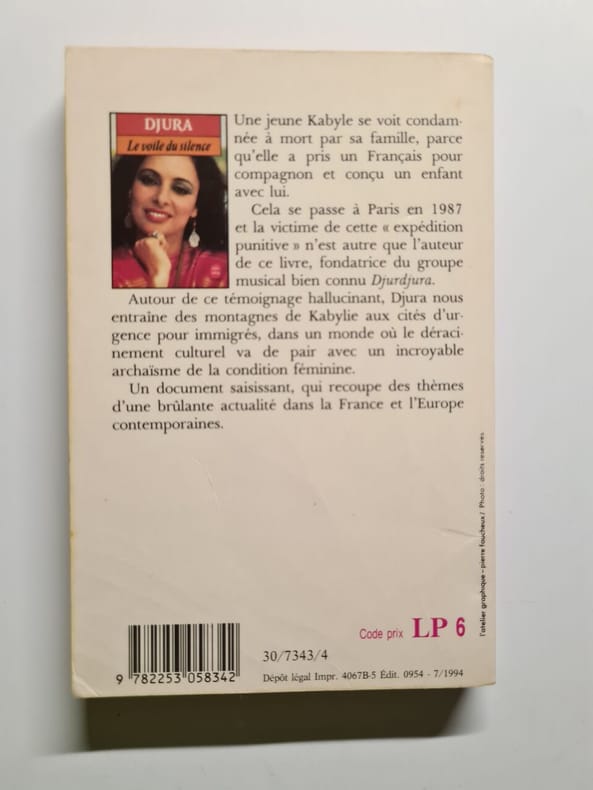 DJURA
Le voile du silence
Une jeune Kabyle se voit condam-
née à mort par sa famille, parce
qu'elle a pris un Français pour
compagnon et conçu un enfant
avec lui.
Cela se passe à Paris en 1987
et la victime de cette « expédition
punitive » n'est autre que l'auteur
de ce livre, fondatrice du groupe
musical bien connu Djurdjura.
Autour de ce témoignage hallucinant, Djura nous
entraîne des montagnes de Kabylie aux cités d'ur-
gence pour immigrés, dans un monde où le déraci-
nement culturel va de pair avec un incroyable
archaïsme de la condition féminine.
Un document saisissant, qui recoupe des thèmes
d'une brûlante actualité dans la France et l'Europe
contemporaines.
l'atelier graphique - pierre faucheux / Photo : droits réservés
Code prix LP 6
30/7343/4
9 782253 058342
Dépôt légal Impr. 4067B-5 Édit. 0954 - 7/1994